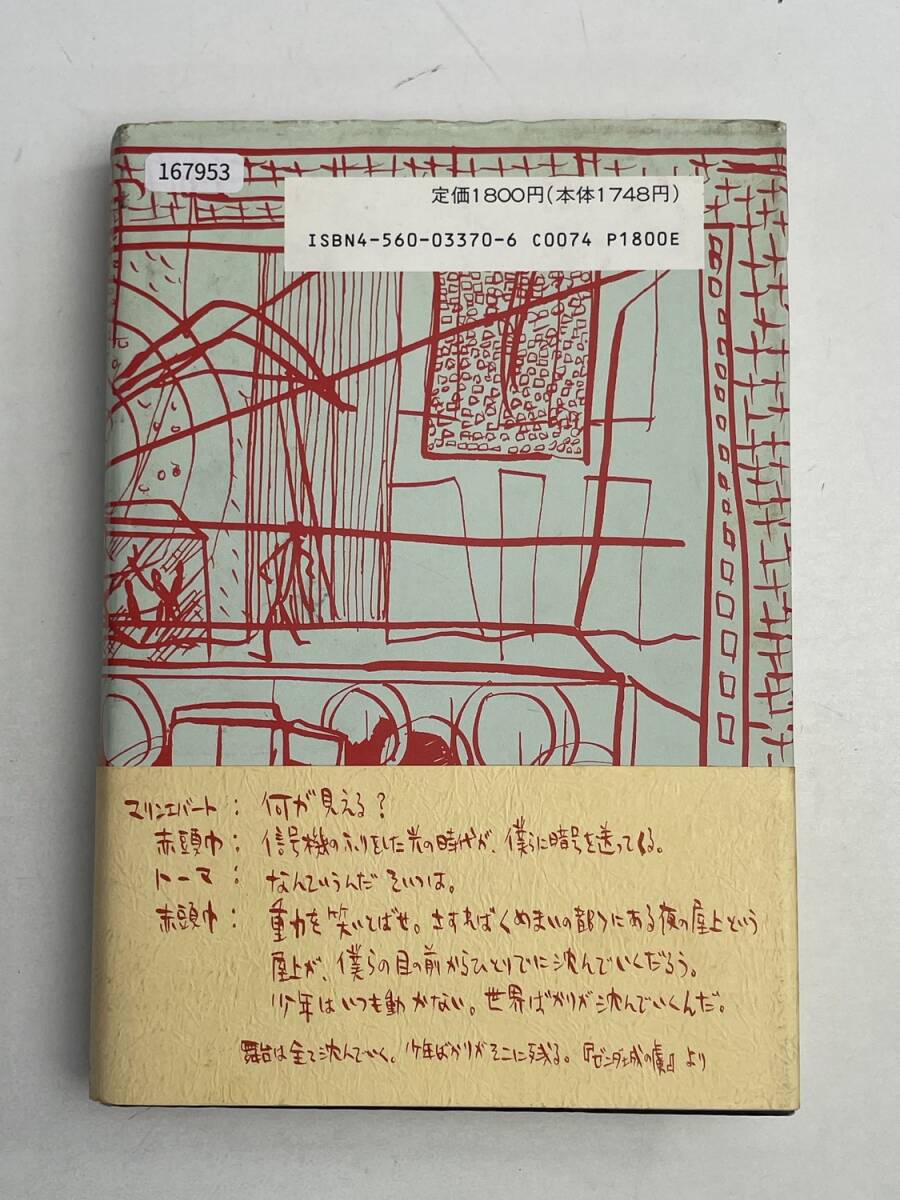 167953
定価1800円(本体1748円)
ISBN4-560-03370-6 C0074 P1800E
マリンエバート: 何が見える?
赤頭巾: 信号機のふりをした光の時代が、僕らに暗号を送ってくる。
トーマ: なんていうんだ そいつは。
赤頭巾: 重力を笑いとばせ。さすればくめまいの都〉にある夜の屋上という
屋上が、僕らの目の前からひとりでに沈んでいくだろう。
少年はいつも動かない。世界ばかりが沈んでいくんだ。
舞台は全て沈んでいく。少年ばかりがそこに残る。『ゼンダ城の虜』より